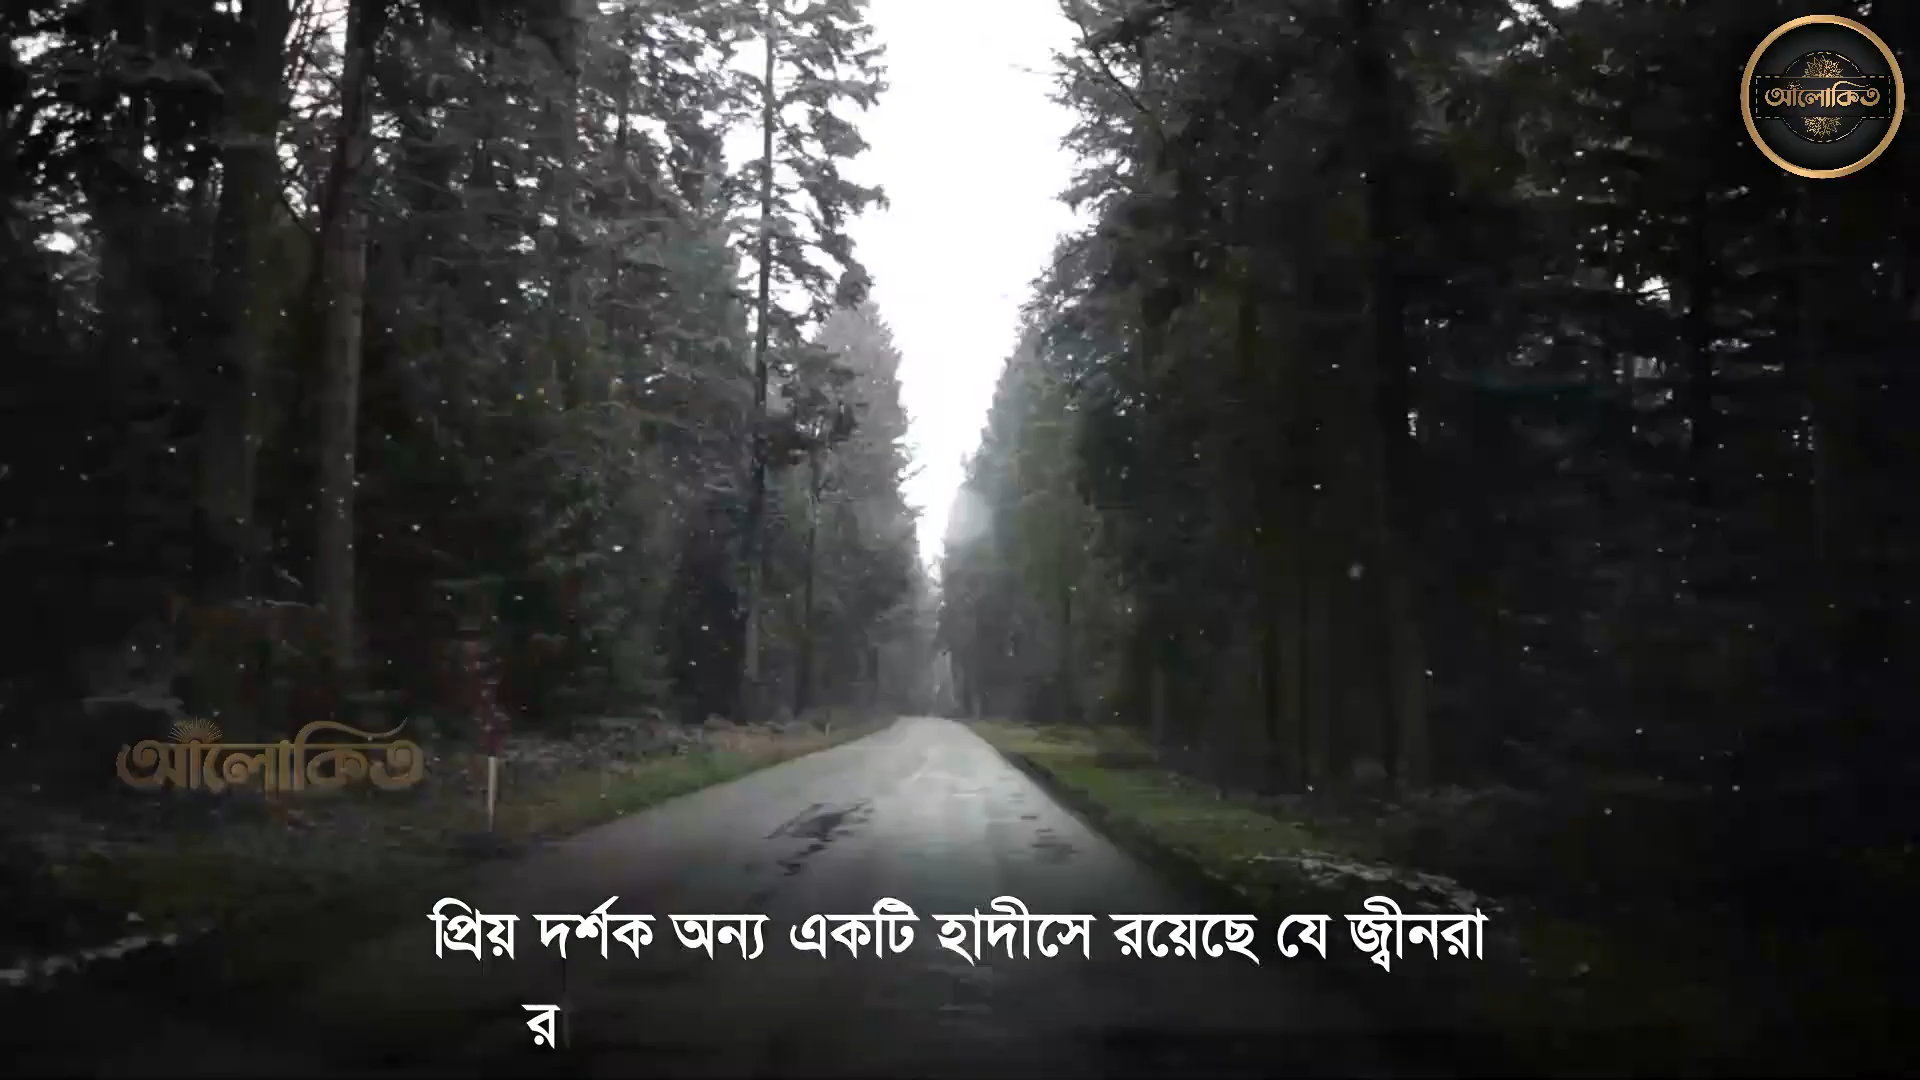 আলোকিত
আলোকিত
প্রিয় দর্শক অন্য একটি হাদীসে রয়েছে যে জ্বীনরা
র